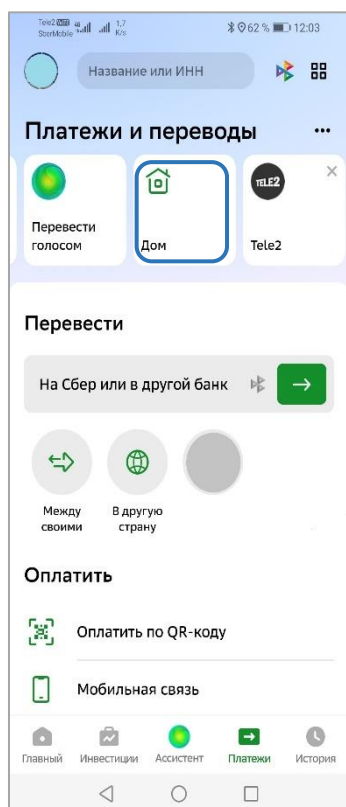 Tele2 4G 1,7 62 % 12:03
SberMobile K/s
Название или ИНН
Платежи и переводы
Перевести
голосом
Дом
TELE2
Tele2
Перевести
На Сбер или в другой банк
Между
своими
В другую
страну
Оплатить
Оплатить по QR-коду
Мобильная связь
Главный Инвестиции Ассистент Платежи История